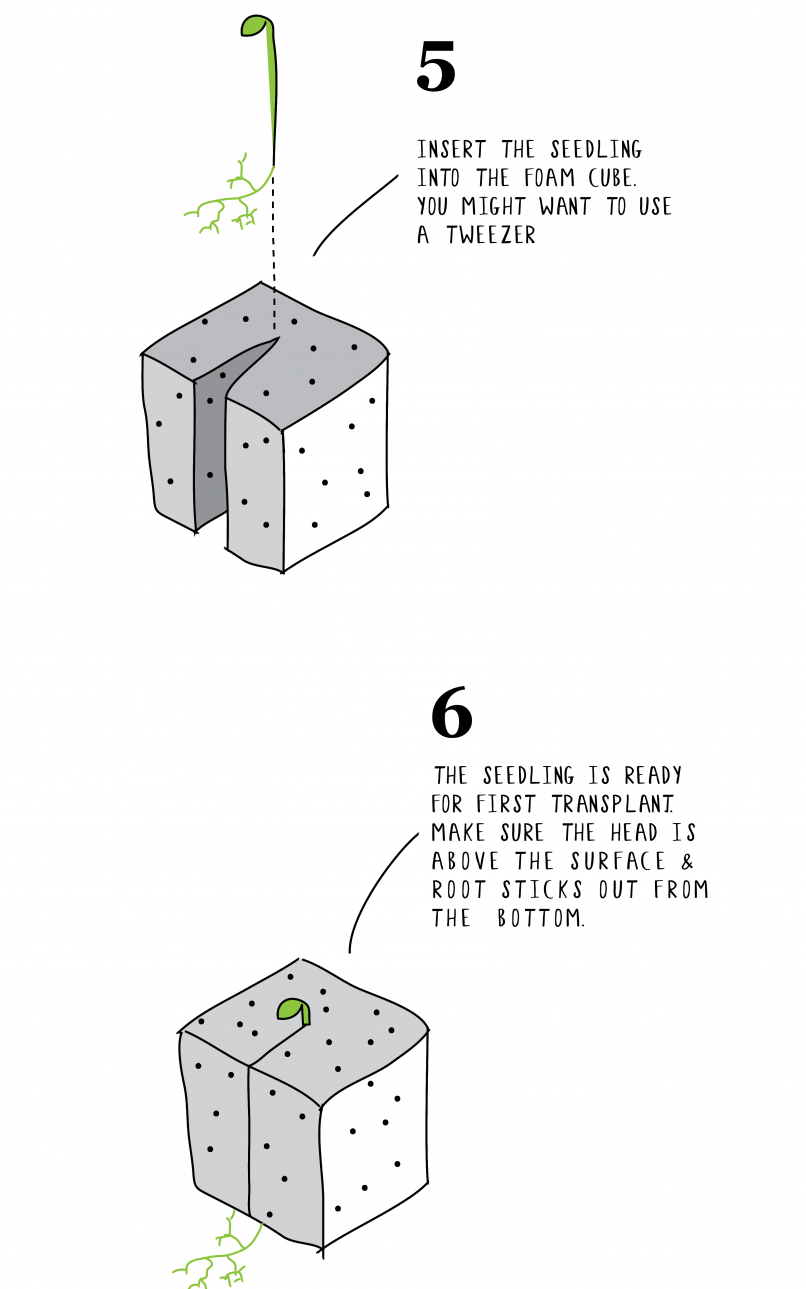 5
INSERT THE SEEDLING
INTO THE FOAM CUBE.
YOU MIGHT WANT TO USE
A TWEEZER
6
THE SEEDLING IS READY
FOR FIRST TRANSPLANT.
MAKE SURE THE HEAD IS
ABOVE THE SURFACE &
ROOT STICKS OUT FROM
THE BOTTOM.